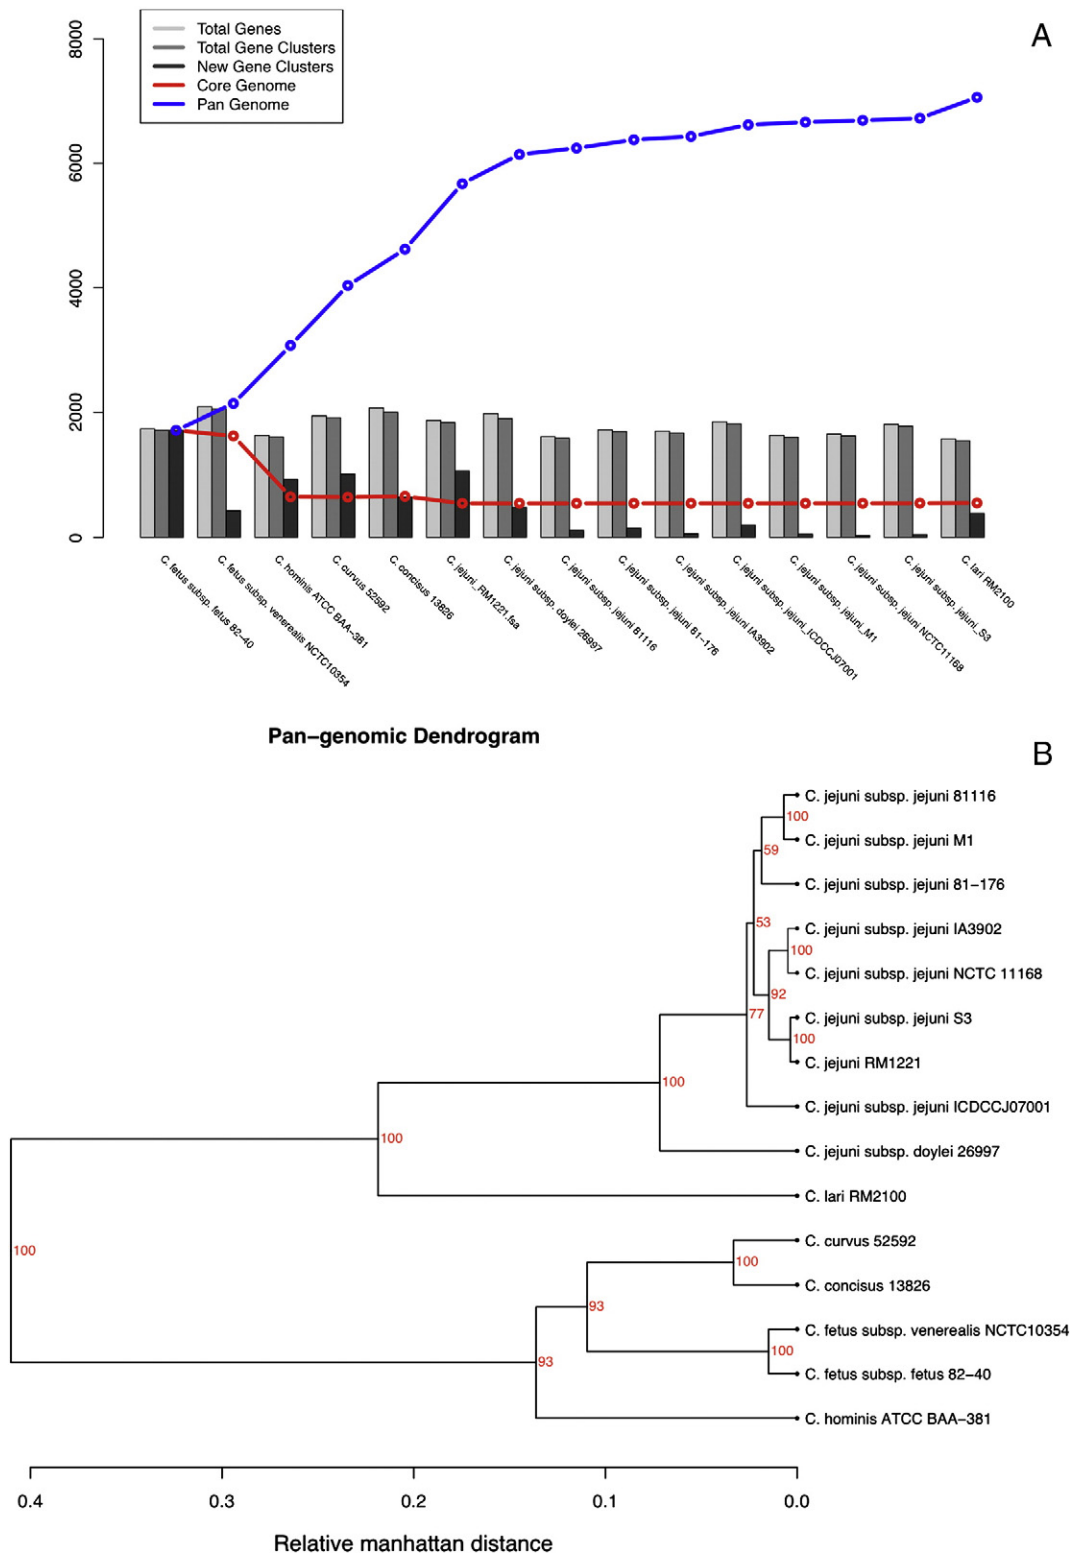 A
Total Genes
Total Gene Clusters
New Gene Clusters
Core Genome
Pan Genome
8000
6000
4000
2000
0
C. fetus subsp. fetus 82-40
C. fetus subsp. venerealis NCTC10354
C. hominis ATCC BAA-381
C. curvus 52592
C. concisus 13826
C. jejuni_RM1221.fsa
C. jejuni subsp. doylei 26997
C. jejuni subsp. jejuni 81116
C. jejuni subsp. jejuni 81-176
C. jejuni subsp. jejuni IA3902
C. jejuni subsp. jejuni_ICDCCJ07001
C. jejuni subsp. jejuni_M1
C. jejuni subsp. jejuni NCTC11168
C. jejuni subsp. jejuni_S3
C. lari RM2100
Pan-genomic Dendrogram
B
C. jejuni subsp. jejuni 81116
100
C. jejuni subsp. jejuni M1
59
C. jejuni subsp. jejuni 81-176
53
C. jejuni subsp. jejuni IA3902
100
C. jejuni subsp. jejuni NCTC 11168
92
77
C. jejuni subsp. jejuni S3
100
C. jejuni RM1221
100
C. jejuni subsp. jejuni ICDCCJ07001
100
C. jejuni subsp. doylei 26997
C. lari RM2100
100
C. curvus 52592
100
C. concisus 13826
93
C. fetus subsp. venerealis NCTC10354
100
93
C. fetus subsp. fetus 82-40
C. hominis ATCC BAA-381
0.4
0.3
0.2
0.1
0.0
Relative manhattan distance